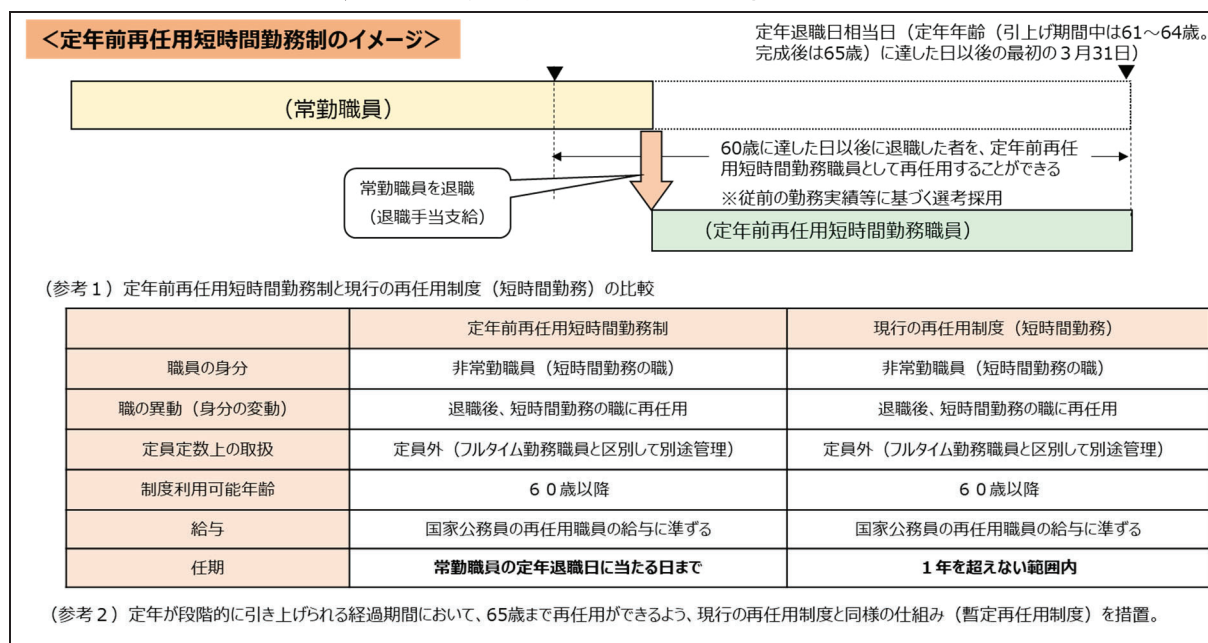 ＜定年前再任用短時間勤務制のイメージ＞
定年退職日相当日（定年年齢（引上げ期間中は61～64歳。
完成後は65歳）に達した日以後の最初の３月31日）
（常勤職員）
60歳に達した日以後に退職した者を、定年前再任
用短時間勤務職員として再任用することができる
※従前の勤務実績等に基づく選考採用
常勤職員を退職
（退職手当支給）
（定年前再任用短時間勤務職員）
（参考１）定年前再任用短時間勤務制と現行の再任用制度（短時間勤務）の比較
定年前再任用短時間勤務制 現行の再任用制度（短時間勤務）
職員の身分 非常勤職員（短時間勤務の職） 非常勤職員（短時間勤務の職）
職の異動（身分の変動） 退職後、短時間勤務の職に再任用 退職後、短時間勤務の職に再任用
定員定数上の取扱 定員外（フルタイム勤務職員と区別して別途管理） 定員外（フルタイム勤務職員と区別して別途管理）
制度利用可能年齢 ６０歳以降 ６０歳以降
給与 国家公務員の再任用職員の給与に準ずる 国家公務員の再任用職員の給与に準ずる
任期 常勤職員の定年退職日に当たる日まで １年を超えない範囲内
（参考２）定年が段階的に引き上げられる経過期間において、65歳まで再任用ができるよう、現行の再任用制度と同様の仕組み（暫定再任用制度）を措置。